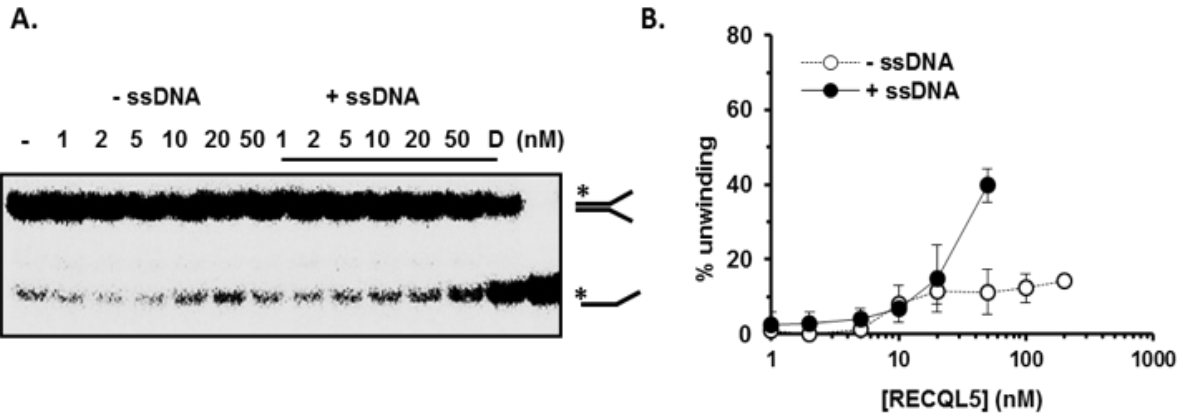 A.
- ssDNA + ssDNA
- 1 2 5 10 20 50 1 2 5 10 20 50 D (nM)
*
*
B.
80
60
40
20
0
- ssDNA
+ ssDNA
% unwinding
1 10 100 1000
[RECQL5] (nM)